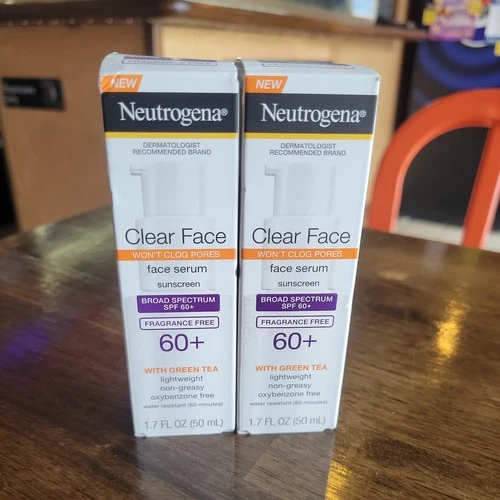 FRAGRANCE FREE
NEW
Neutrogena®
DERMATOLOGIST
RECOMMENDED BRAND
Clear Face
WON'T CLOG PORES
face serum
sunscreen
BROAD SPECTRUM
SPF 60+
FRAGRANCE FREE
60+
WITH GREEN TEA
lightweight
non-greasy
oxybenzone free
water resistant (80 minutes)
1.7 FL OZ (50 mL)
NEW
Neutrogena®
DERMATOLOGIST
RECOMMENDED BRAND
Clear Face
WON'T CLOG PORES
face serum
sunscreen
BROAD SPECTRUM
SPF 60+
FRAGRANCE FREE
60+
WITH GREEN TEA
lightweight
non-greasy
oxybenzone free
water resistant (80 minutes)
1.7 FL OZ (50 mL)